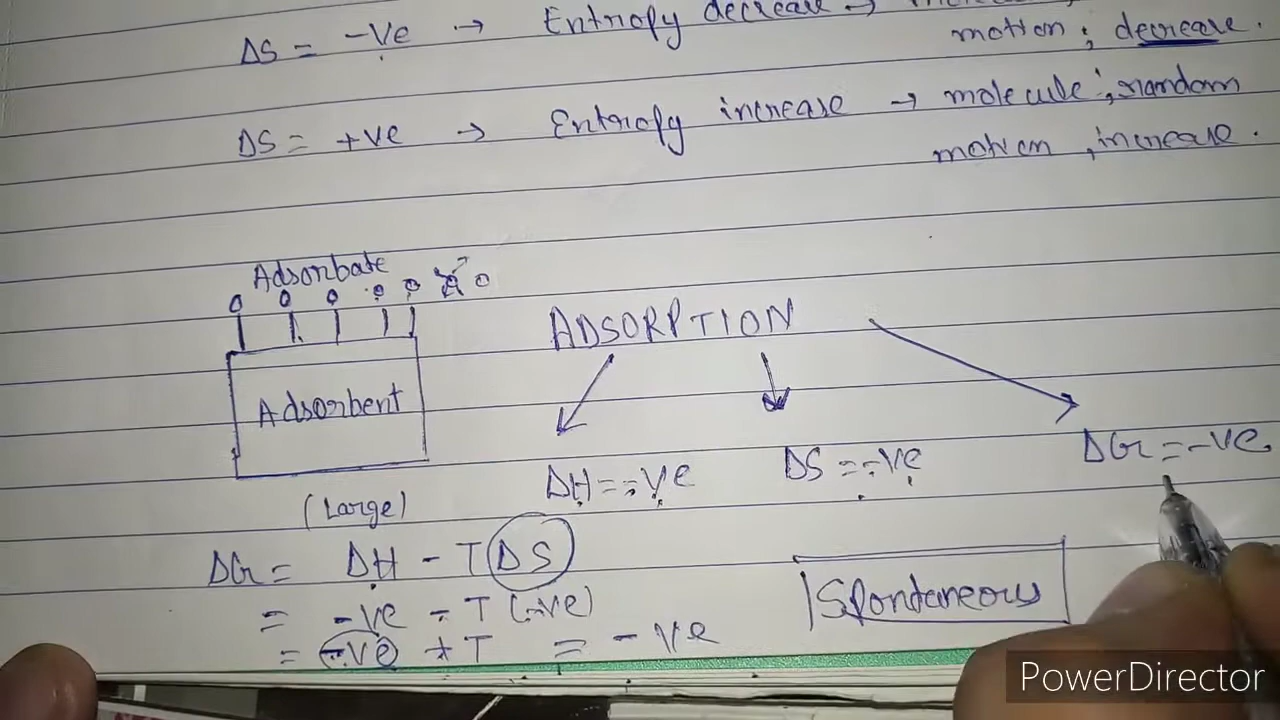 ΔS = -Ve → Entropy decrease →
motion ; decrease.
ΔS = +ve → Entropy increase → molecule ; random
motion , increase.
Adsorbate
ADSORPTION
Adsorbent
ΔH = -ve
ΔS = -ve
ΔG = -ve
(Large)
ΔG = ΔH - TΔS
= -ve - T (-ve)
= -ve + T = -ve
Spontaneous
PowerDirector